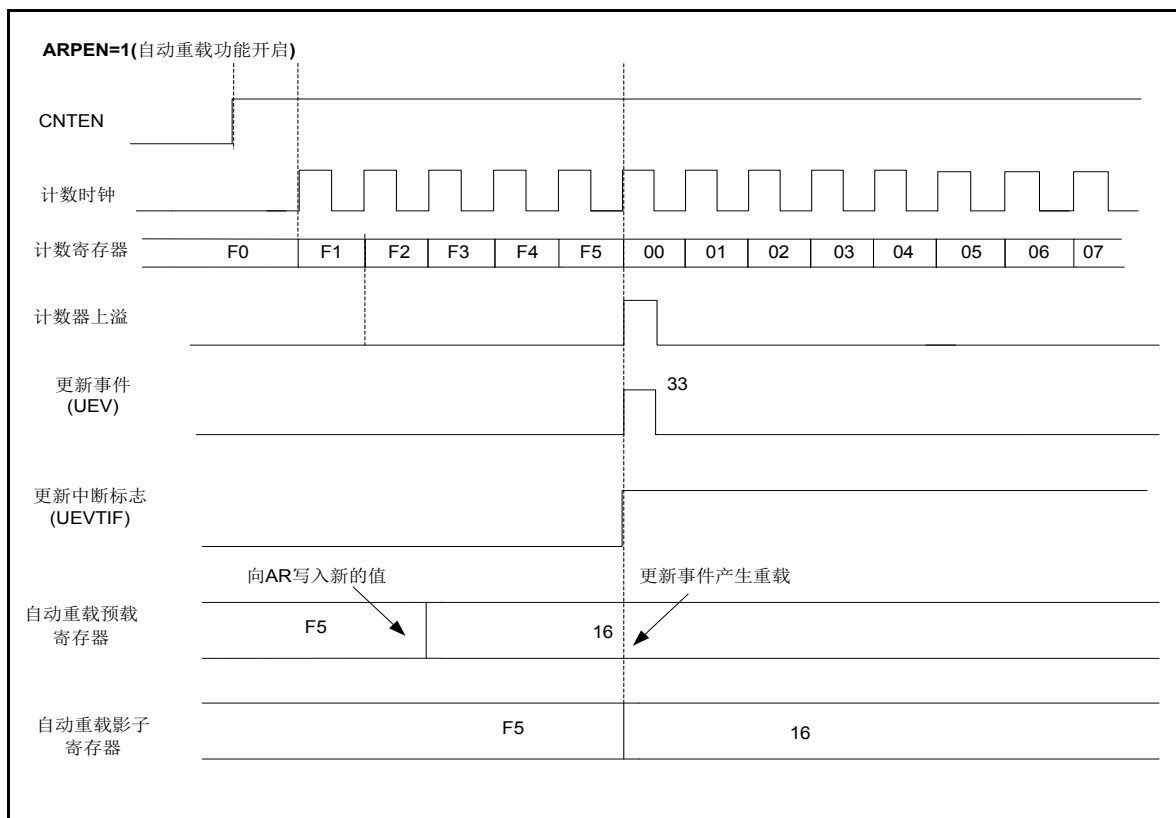 ARPEN=1(自动重载功能开启)
CNTEN
计数时钟
计数寄存器
F0 F1 F2 F3 F4 F5 00 01 02 03 04 05 06 07
计数器上溢
更新事件
(UEV)
33
更新中断标志
(UEVTIF)
向AR写入新的值
更新事件产生重载
自动重载预载
寄存器
F5
16
自动重载影子
寄存器
F5
16